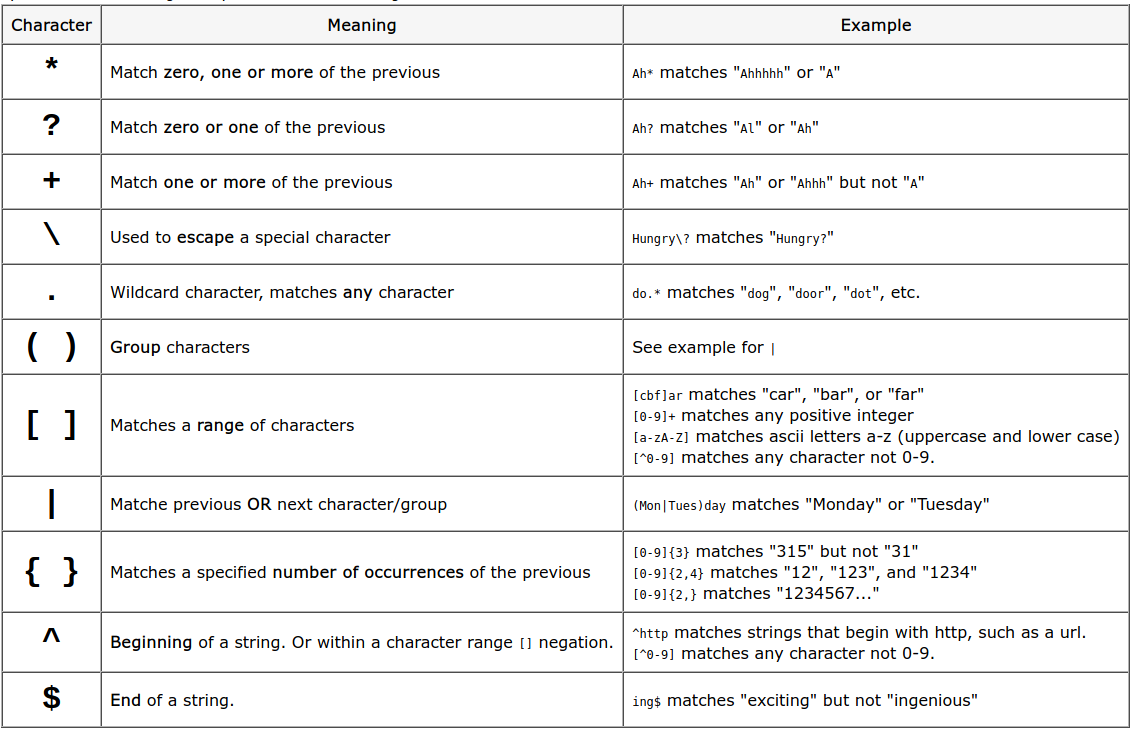 Character Meaning Example
* Match zero, one or more of the previous Ah* matches "Ahhhhh" or "A"
? Match zero or one of the previous Ah? matches "Al" or "Ah"
+ Match one or more of the previous Ah+ matches "Ah" or "Ahhh" but not "A"
\ Used to escape a special character Hungry\? matches "Hungry?"
. Wildcard character, matches any character do.* matches "dog", "door", "dot", etc.
( ) Group characters See example for |
[ ] Matches a range of characters
[cbf]ar matches "car", "bar", or "far"
[0-9]+ matches any positive integer
[a-zA-Z] matches ascii letters a-z (uppercase and lower case)
[^0-9] matches any character not 0-9.
| Matche previous OR next character/group (Mon|Tues)day matches "Monday" or "Tuesday"
{ } Matches a specified number of occurrences of the previous
[0-9]{3} matches "315" but not "31"
[0-9]{2,4} matches "12", "123", and "1234"
[0-9]{2,} matches "1234567..."
^ Beginning of a string. Or within a character range [] negation.
^http matches strings that begin with http, such as a url.
[^0-9] matches any character not 0-9.
$ End of a string. ing$ matches "exciting" but not "ingenious"